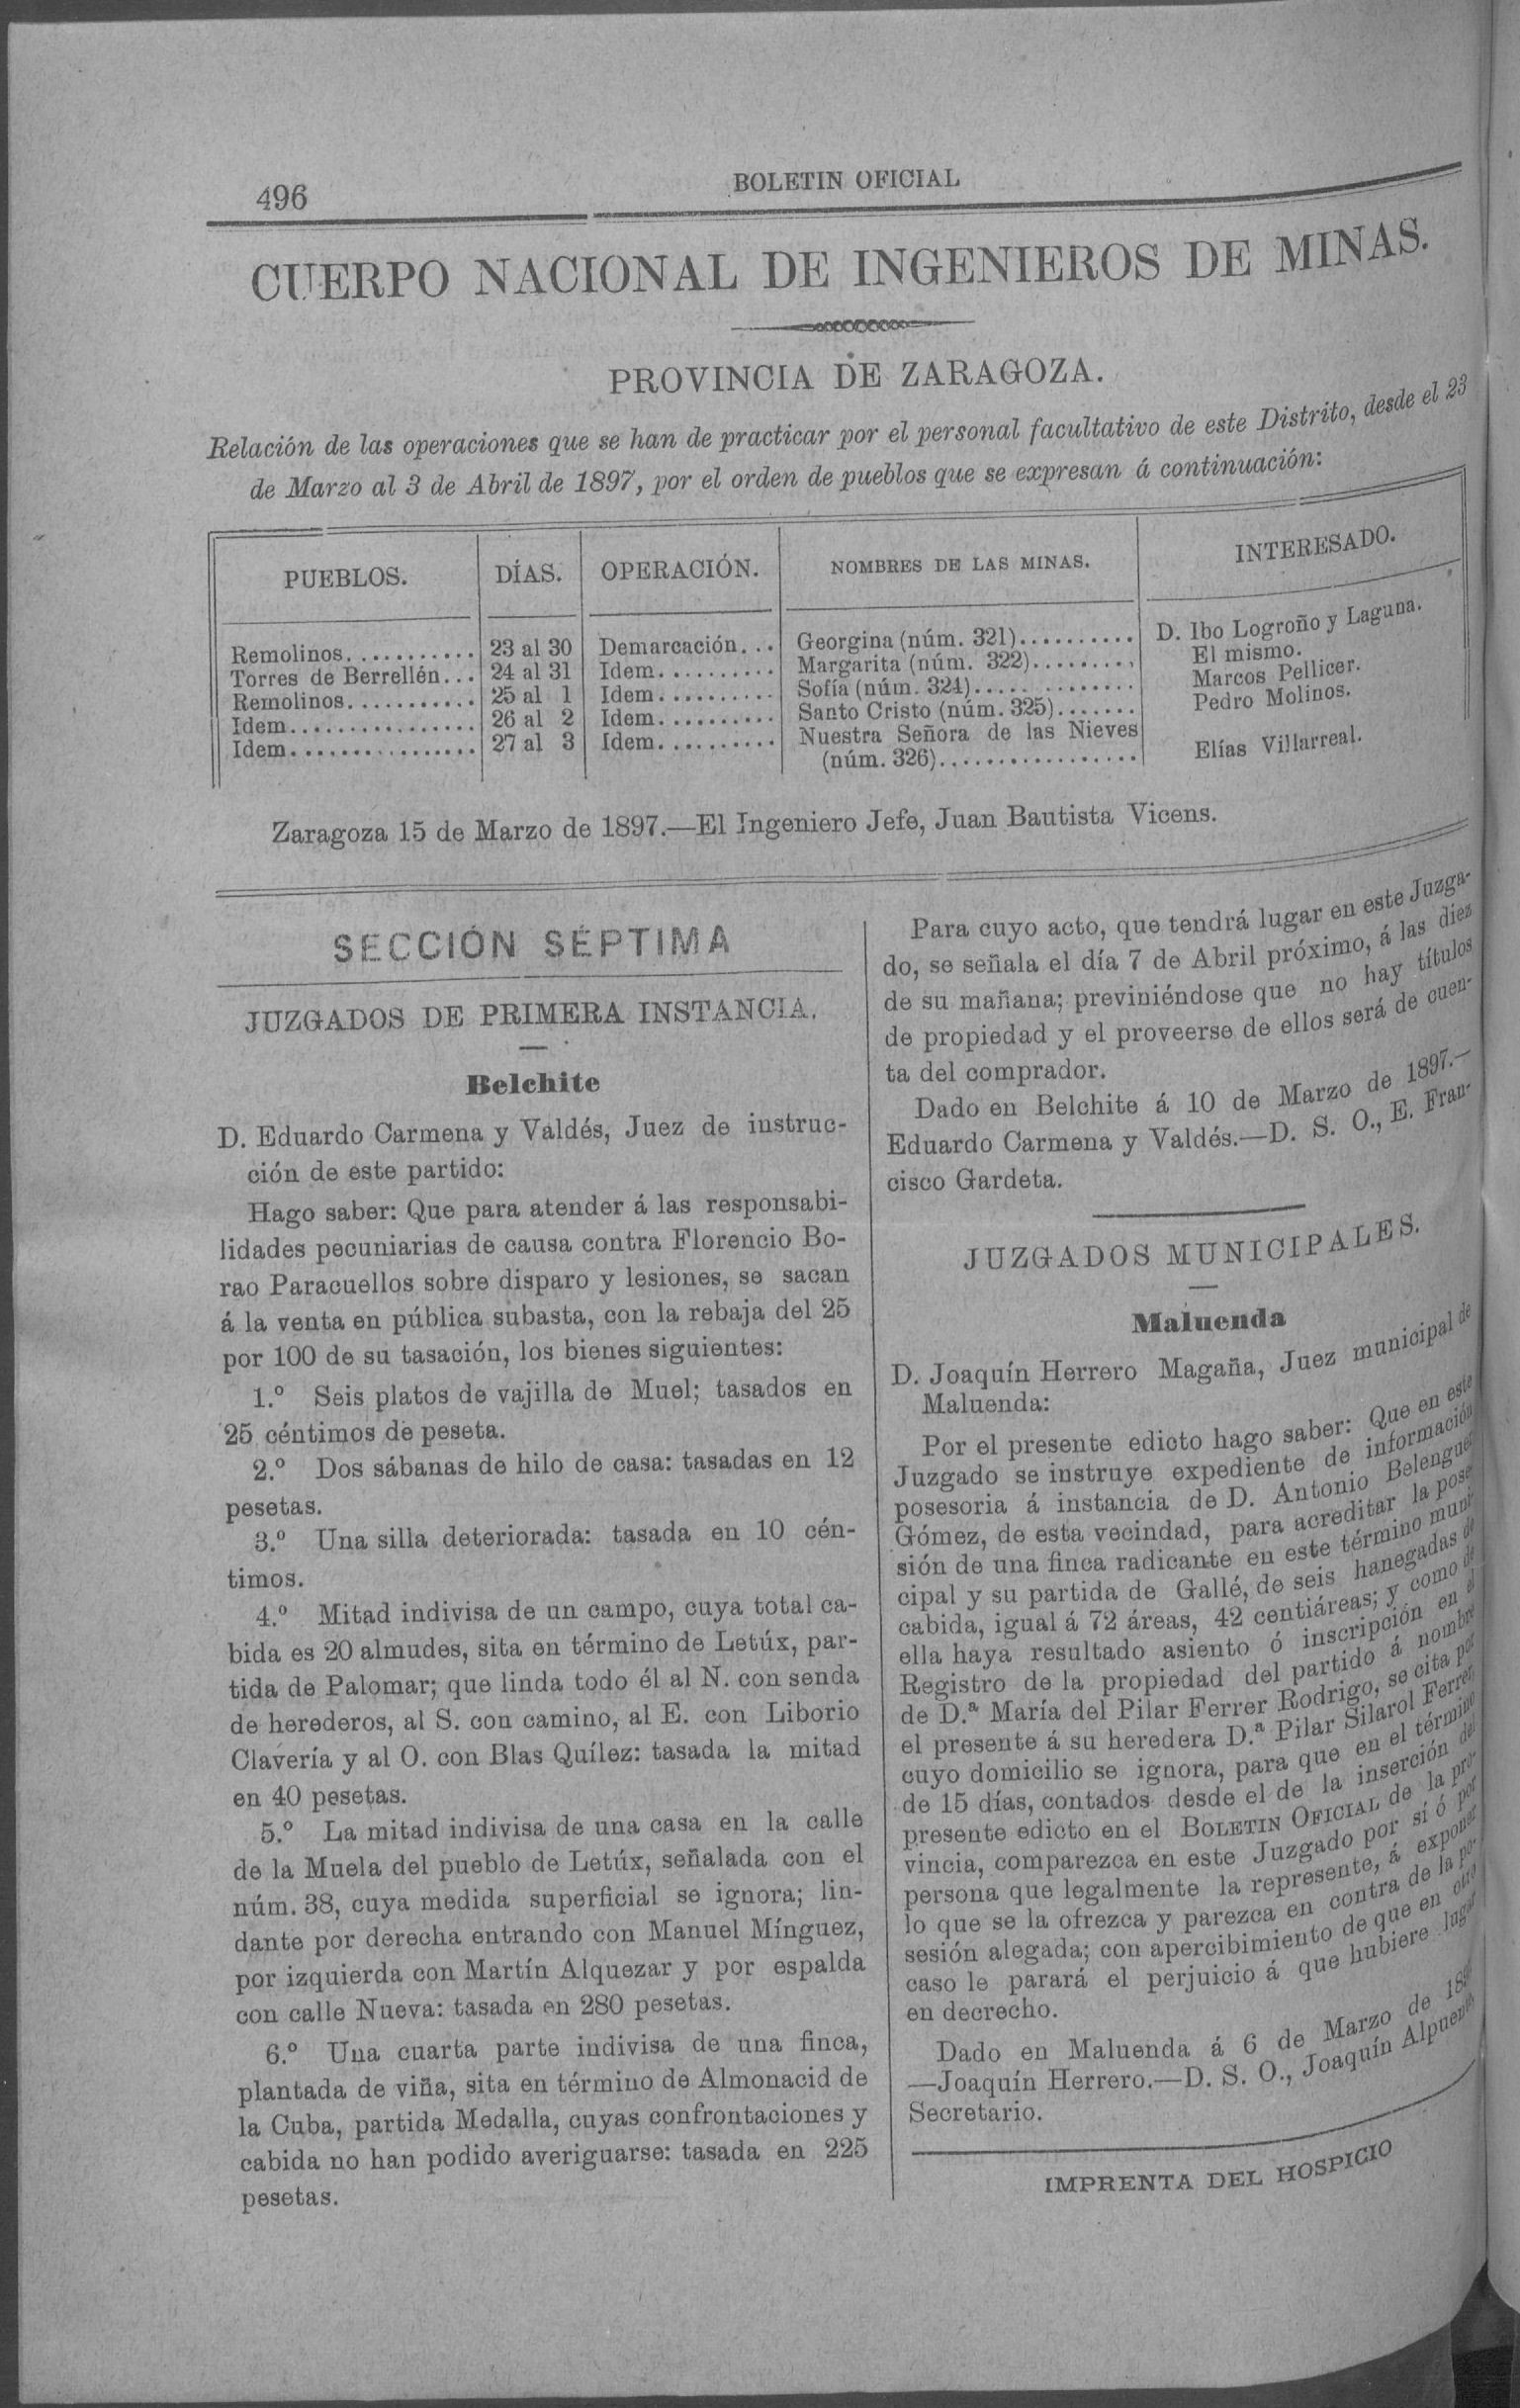 496
BOLETIN OFICIAL
CUERPO NACIONAL DE INGENIEROS DE MINAS.
PROVINCIA DE ZARAGOZA.
Relación de las operaciones que se han de practicar por el personal facultativo de este Distrito, desde el 23
de Marzo al 3 de Abril de 1897, por el orden de pueblos que se expresan á continuación:
PUEBLOS. DÍAS. OPERACIÓN. NOMBRES DE LAS MINAS. INTERESADO.
Remolinos........... 23 al 30 Demarcación... Georgina (núm. 321).......... D. Ibo Logroño y Laguna.
Torres de Berrellén... 24 al 31 Idem.......... Margarita (núm. 322)......... El mismo.
Remolinos........... 25 al 1 Idem.......... Sofía (núm. 324)............. Marcos Pellicer.
Idem................ 26 al 2 Idem.......... Santo Cristo (núm. 325)....... Pedro Molinos.
Idem................ 27 al 3 Idem.......... Nuestra Señora de las Nieves
(núm. 326)................. Elías Villarreal.
Zaragoza 15 de Marzo de 1897.—El Ingeniero Jefe, Juan Bautista Vicens.
SECCIÓN SÉPTIMA
JUZGADOS DE PRIMERA INSTANCIA.
Belchite
D. Eduardo Carmena y Valdés, Juez de instruc-
ción de este partido:
Hago saber: Que para atender á las responsabi-
lidades pecuniarias de causa contra Florencio Bo-
rao Paracuellos sobre disparo y lesiones, se sacan
á la venta en pública subasta, con la rebaja del 25
por 100 de su tasación, los bienes siguientes:
1.º Seis platos de vajilla de Muel; tasados en
25 céntimos de peseta.
2.º Dos sábanas de hilo de casa: tasadas en 12
pesetas.
3.º Una silla deteriorada: tasada en 10 cén-
timos.
4.º Mitad indivisa de un campo, cuya total ca-
bida es 20 almudes, sita en término de Letúx, par-
tida de Palomar; que linda todo él al N. con senda
de herederos, al S. con camino, al E. con Liborio
Clavería y al O. con Blas Quílez: tasada la mitad
en 40 pesetas.
5.º La mitad indivisa de una casa en la calle
de la Muela del pueblo de Letúx, señalada con el
núm. 38, cuya medida superficial se ignora; lin-
dante por derecha entrando con Manuel Mínguez,
por izquierda con Martín Alquezar y por espalda
con calle Nueva: tasada en 280 pesetas.
6.º Una cuarta parte indivisa de una finca,
plantada de viña, sita en término de Almonacid de
la Cuba, partida Medalla, cuyas confrontaciones y
cabida no han podido averiguarse: tasada en 225
pesetas.
Para cuyo acto, que tendrá lugar en este Juzga-
do, se señala el día 7 de Abril próximo, á las diez
de su mañana; previniéndose que no hay títulos
de propiedad y el proveerse de ellos será de cuen-
ta del comprador.
Dado en Belchite á 10 de Marzo de 1897.—
Eduardo Carmena y Valdés.—D. S. O., E. Fran-
cisco Gardeta.
JUZGADOS MUNICIPALES.
Maluenda
D. Joaquín Herrero Magaña, Juez municipal de
Maluenda:
Por el presente edicto hago saber: Que en este
Juzgado se instruye expediente de información
posesoria á instancia de D. Antonio Belenguer
Gómez, de esta vecindad, para acreditar la pose-
sión de una finca radicante en este término muni-
cipal y su partida de Gallé, de seis hanegadas de
cabida, igual á 72 áreas, 42 centiáreas; y como de
ella haya resultado asiento ó inscripción en el
Registro de la propiedad del partido á nombre
de D.ª María del Pilar Ferrer Rodrigo, se cita por
el presente á su heredera D.ª Pilar Silarol Ferrer,
cuyo domicilio se ignora, para que en el término
de 15 días, contados desde el de la inserción del
presente edicto en el BOLETIN OFICIAL de la pro-
vincia, comparezca en este Juzgado por sí ó por
persona que legalmente la represente, á exponer
lo que se la ofrezca y parezca en contra de la po-
sesión alegada; con apercibimiento de que en otro
caso le parará el perjuicio á que hubiere lugar
en decrecho.
Dado en Maluenda á 6 de Marzo de
—Joaquín Herrero.—D. S. O., Joaquín Alpuente
Secretario.
IMPRENTA DEL HOSPICIO